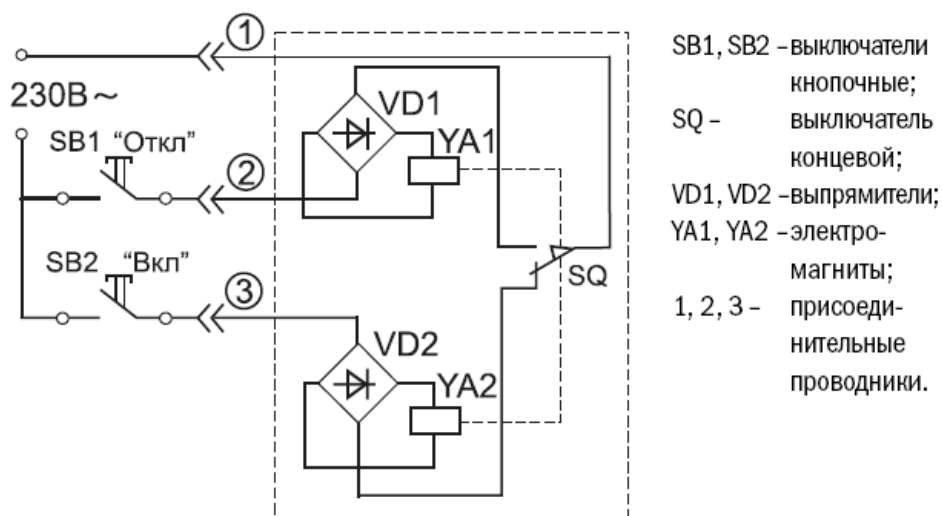 1
230В ~
SB1 “Откл”
2
SB2 “Вкл”
3
VD1
YA1
SQ
VD2
YA2
SB1, SB2 – выключатели
кнопочные;
SQ – выключатель
концевой;
VD1, VD2 – выпрямители;
YA1, YA2 – электро-
магниты;
1, 2, 3 – присоеди-
нительные
проводники.